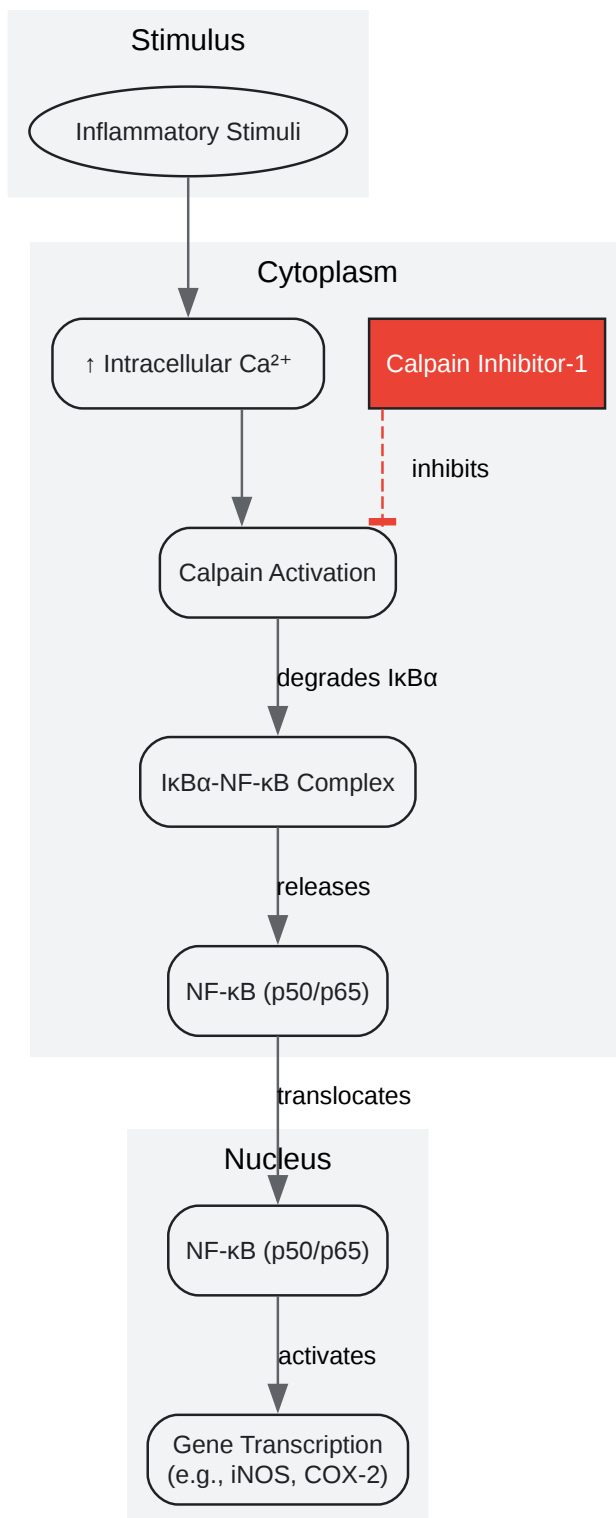 Stimulus
Inflammatory Stimuli
Cytoplasm
↑ Intracellular Ca²⁺
Calpain Inhibitor-1
inhibits
Calpain Activation
degrades IκBα
IκBα-NF-κB Complex
releases
NF-κB (p50/p65)
translocates
Nucleus
NF-κB (p50/p65)
activates
Gene Transcription
(e.g., iNOS, COX-2)